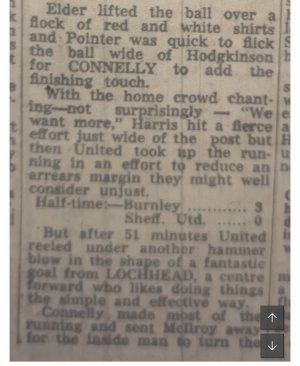 Elder lifted the ball over a
flock of red and white shirts
and Pointer was quick to flick
the ball wide of Hodgkinson
for CONNELLY to add the
finishing touch.
With the home crowd chant-
ing—not surprisingly — "We
want more," Harris hit a fierce
effort just wide of the post but
then United took up the run-
ning in an effort to reduce an
arrears margin they might well
consider unjust.
Half-time:—Burnley ............ 3
Sheff. Utd. ....... 0
But after 51 minutes United
reeled under another hammer
blow in the shape of a fantastic
goal from LOCHHEAD, a centre
forward who likes doing things
the simple and effective way.
Connelly made most of the
running and sent McIlroy away
for the inside man to turn the